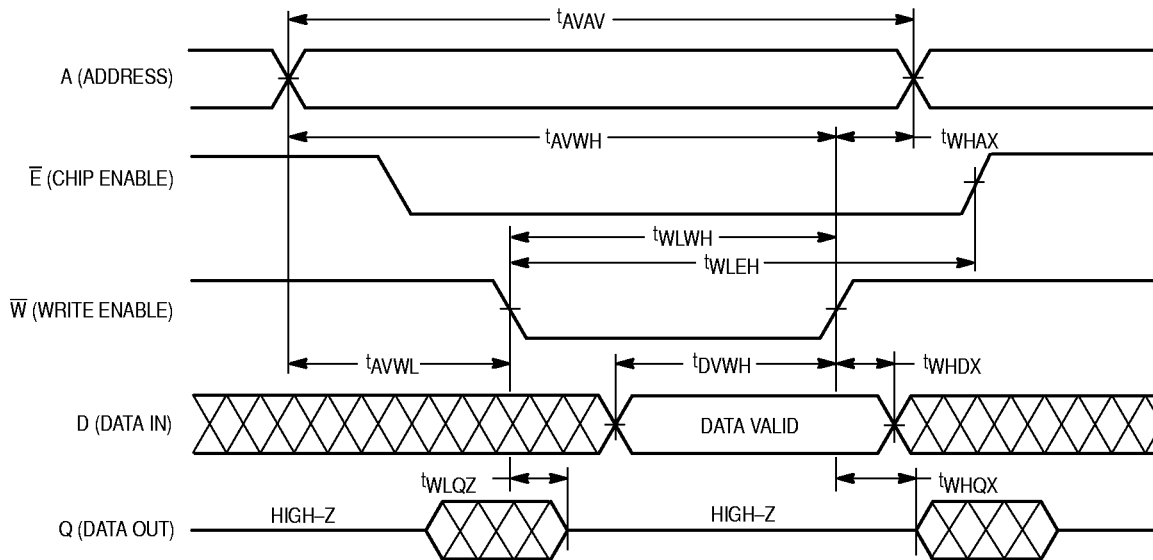 tAVAV
A (ADDRESS)
tAVWH
tWHAX
E (CHIP ENABLE)
tWLWH
tWLEH
W (WRITE ENABLE)
tAVWL
tDVWH
tWHDX
D (DATA IN)
DATA VALID
tWLQZ
tWHQX
Q (DATA OUT)
HIGH–Z
HIGH–Z